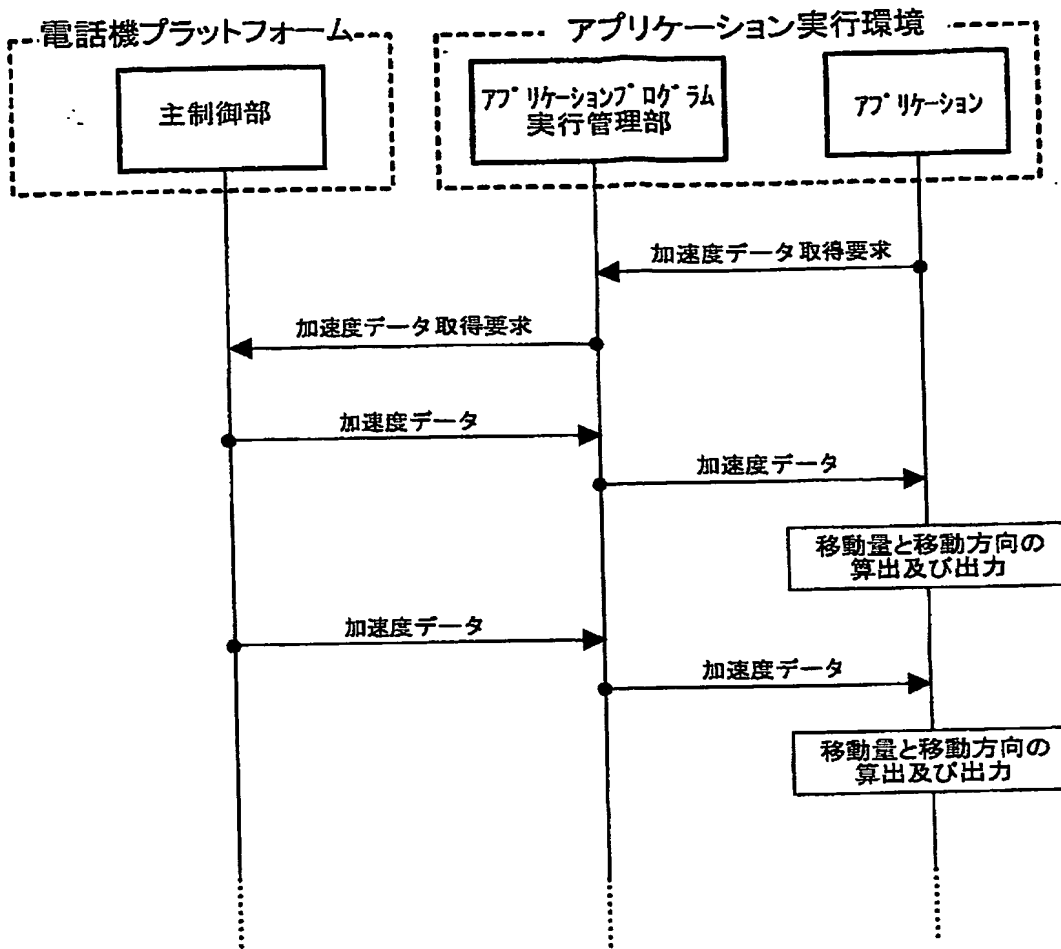 電話機プラットフォーム
アプリケーション実行環境
主制御部
アプリケーションプログラム
実行管理部
アプリケーション
加速度データ取得要求
加速度データ取得要求
加速度データ
加速度データ
移動量と移動方向の
算出及び出力
加速度データ
加速度データ
移動量と移動方向の
算出及び出力